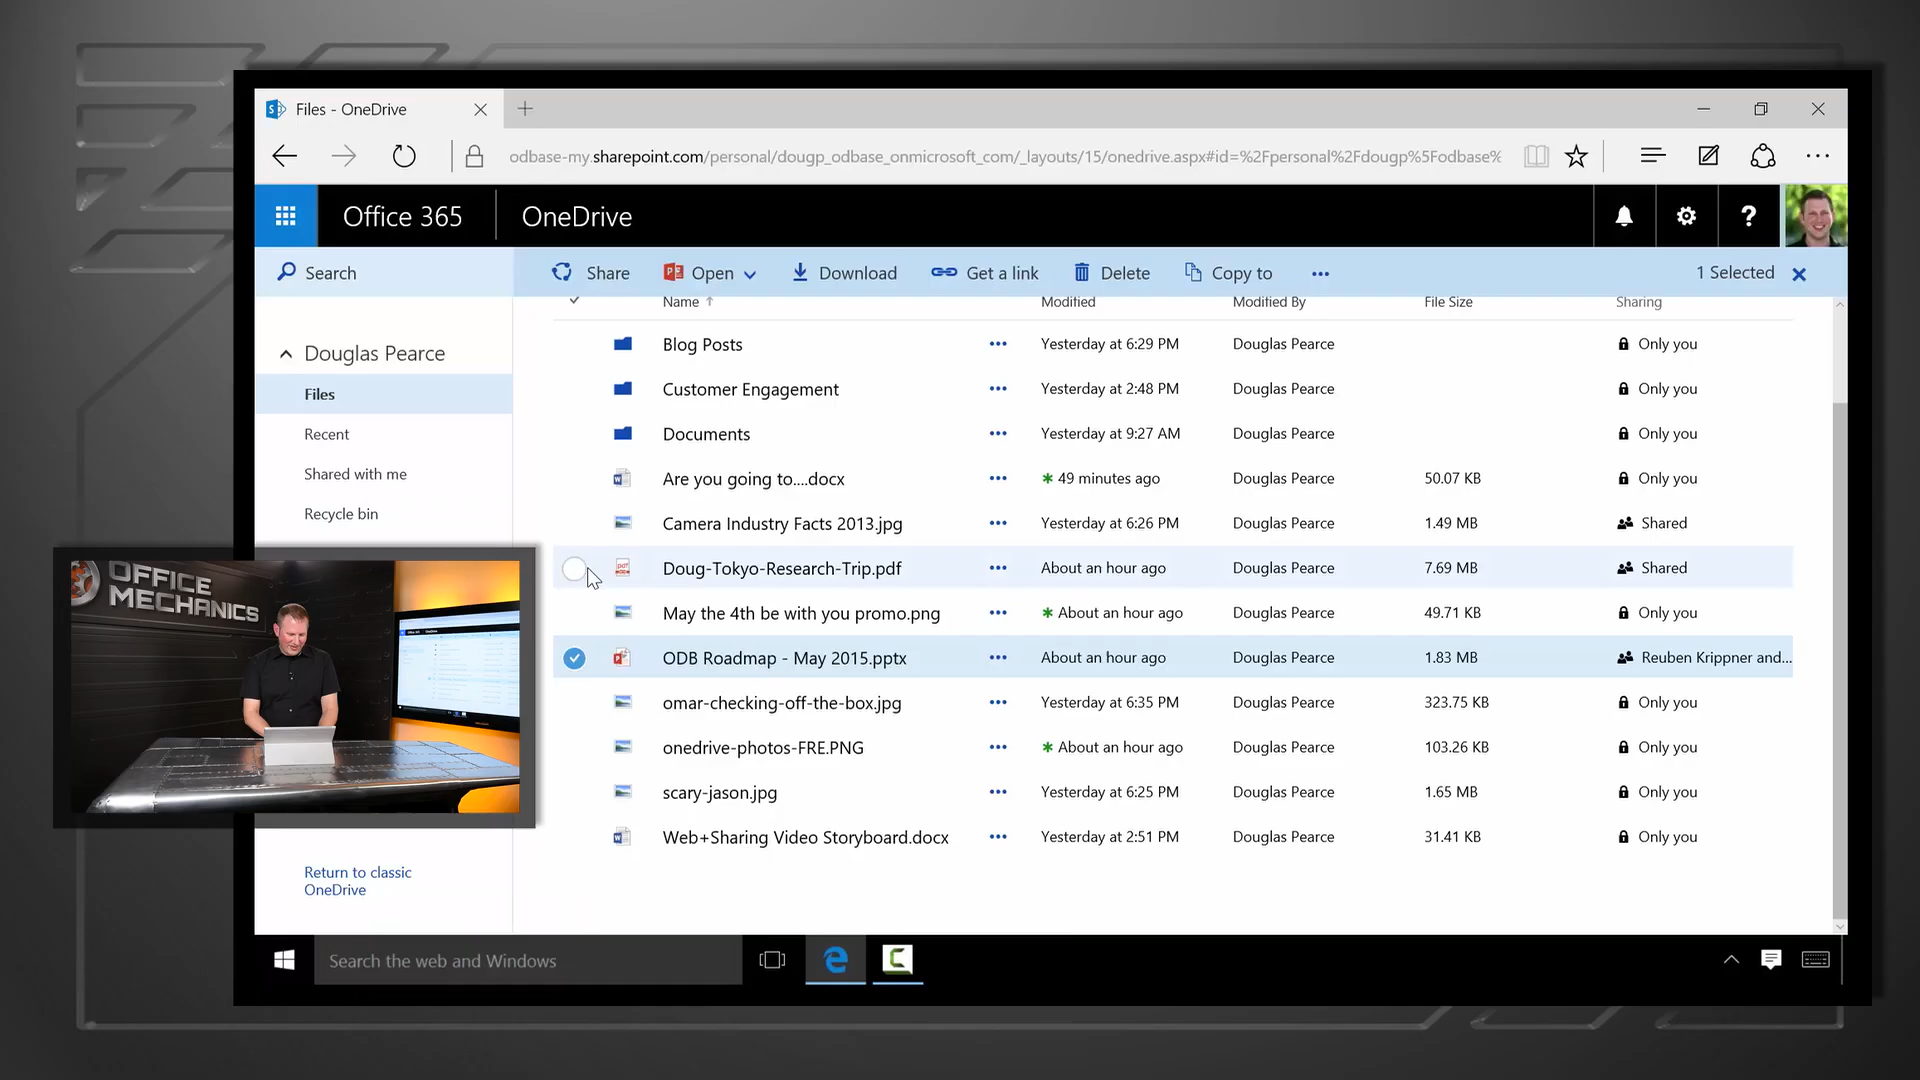 Files - OneDrive
odbase-my.sharepoint.com/personal/dougp_odbase_onmicrosoft_com/_layouts/15/onedrive.aspx#id=%2Fpersonal%2Fdougp%5Fodbase%
Office 365 OneDrive ?
Search Share Open Download Get a link Delete Copy to ... 1 Selected
Name Modified Modified By File Size Sharing
Blog Posts ... Yesterday at 6:29 PM Douglas Pearce Only you
Douglas Pearce
Customer Engagement ... Yesterday at 2:48 PM Douglas Pearce Only you
Files
Documents ... Yesterday at 9:27 AM Douglas Pearce Only you
Recent
Are you going to....docx ... 49 minutes ago Douglas Pearce 50.07 KB Only you
Shared with me
Camera Industry Facts 2013.jpg ... Yesterday at 6:26 PM Douglas Pearce 1.49 MB Shared
Recycle bin
Doug-Tokyo-Research-Trip.pdf ... About an hour ago Douglas Pearce 7.69 MB Shared
May the 4th be with you promo.png ... About an hour ago Douglas Pearce 49.71 KB Only you
ODB Roadmap - May 2015.pptx ... About an hour ago Douglas Pearce 1.83 MB Reuben Krippner and...
omar-checking-off-the-box.jpg ... Yesterday at 6:35 PM Douglas Pearce 323.75 KB Only you
onedrive-photos-FRE.PNG ... About an hour ago Douglas Pearce 103.26 KB Only you
scary-jason.jpg ... Yesterday at 6:25 PM Douglas Pearce 1.65 MB Only you
Web+Sharing Video Storyboard.docx ... Yesterday at 2:51 PM Douglas Pearce 31.41 KB Only you
OFFICE
MECHANICS
Return to classic
OneDrive
Search the web and Windows